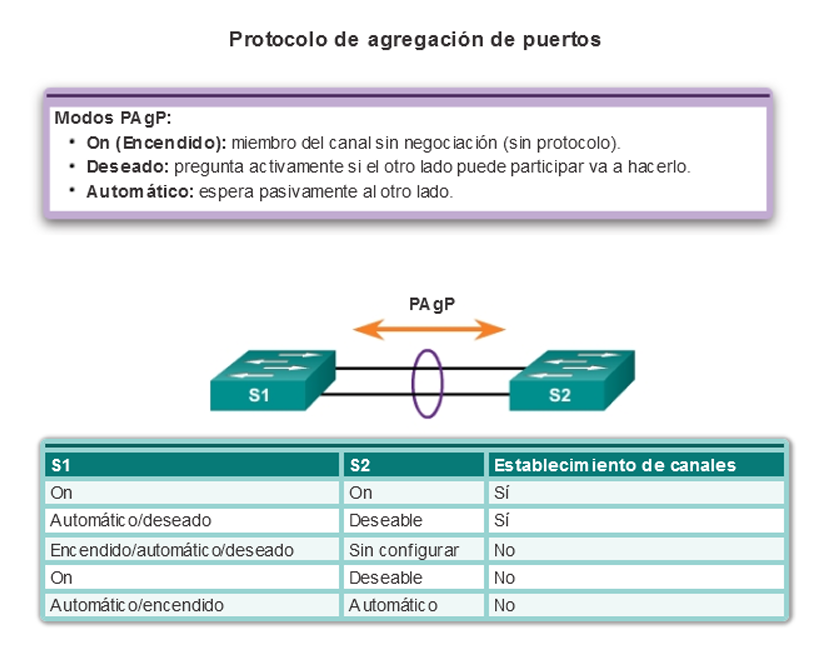 Protocolo de agregación de puertos
Modos PAgP:
• On (Encendido): miembro del canal sin negociación (sin protocolo).
• Deseado: pregunta activamente si el otro lado puede participar va a hacerlo.
• Automático: espera pasivamente al otro lado.
PAgP
S1 S2
S1 S2 Establecimiento de canales
On On Sí
Automático/deseado Deseable Sí
Encendido/automático/deseado Sin configurar No
On Deseable No
Automático/encendido Automático No